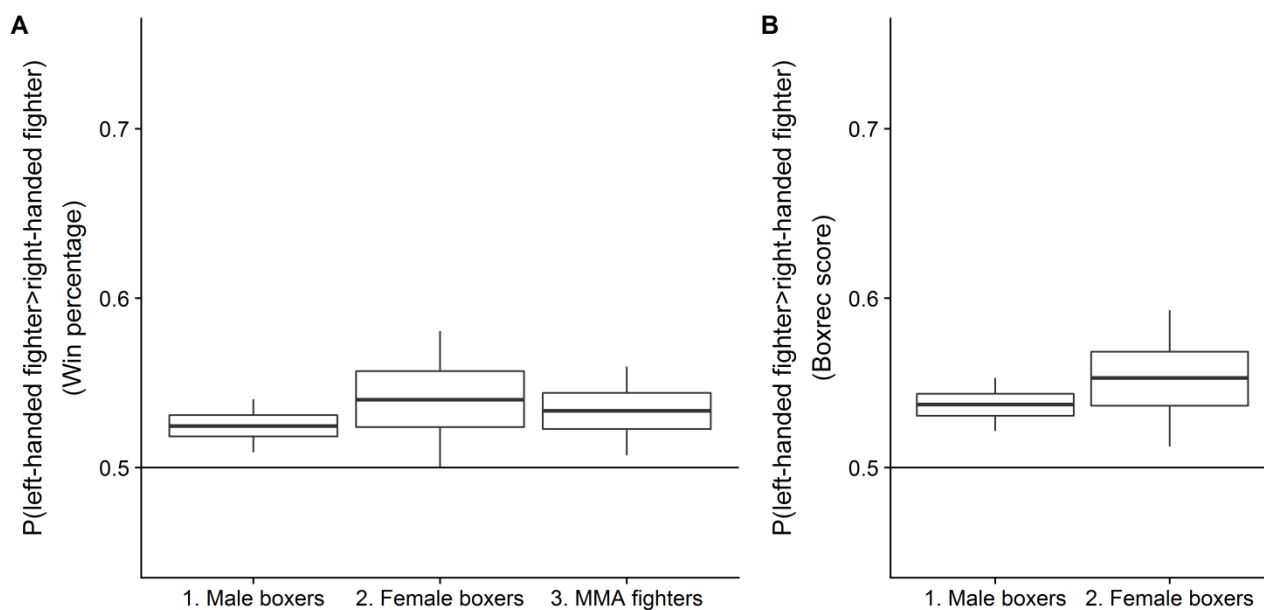 A
P(left-handed fighter>right-handed fighter)
(Win percentage)
0.7
0.6
0.5
1. Male boxers
2. Female boxers
3. MMA fighters
B
P(left-handed fighter>right-handed fighter)
(Boxrec score)
0.7
0.6
0.5
1. Male boxers
2. Female boxers